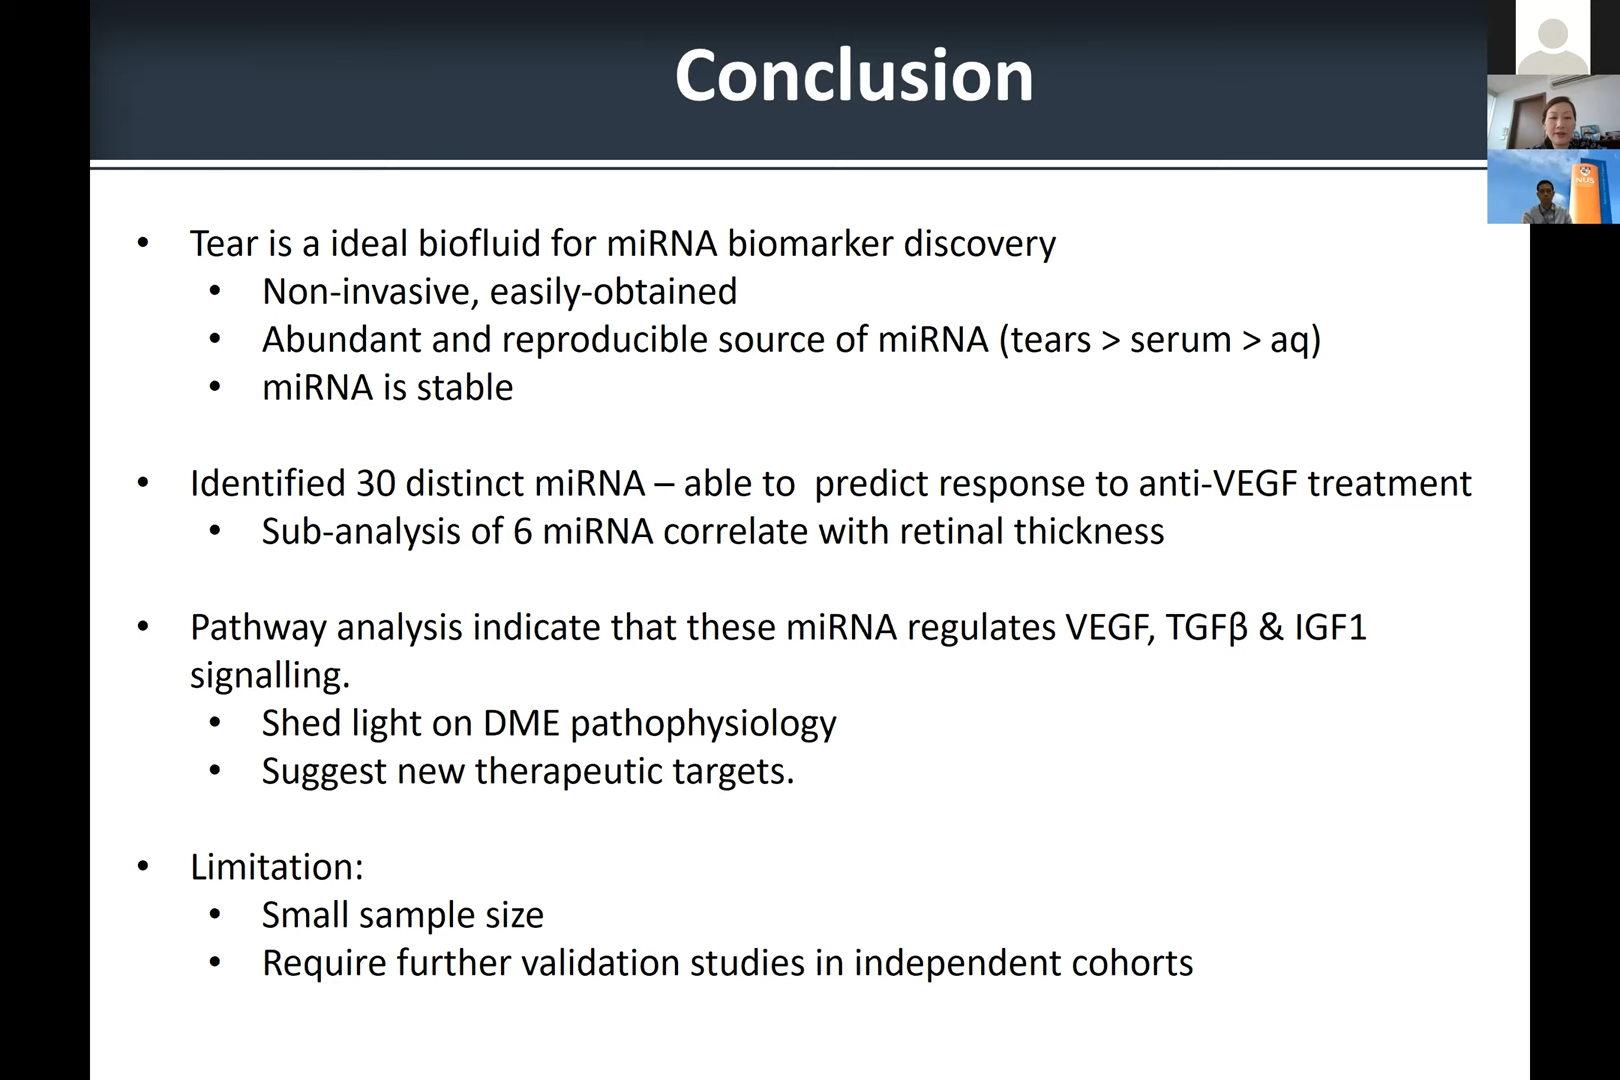 Conclusion
NUS
• Tear is a ideal biofluid for miRNA biomarker discovery
• Non-invasive, easily-obtained
• Abundant and reproducible source of miRNA (tears > serum > aq)
• miRNA is stable
• Identified 30 distinct miRNA – able to  predict response to anti-VEGF treatment
• Sub-analysis of 6 miRNA correlate with retinal thickness
• Pathway analysis indicate that these miRNA regulates VEGF, TGFβ & IGF1
signalling.
• Shed light on DME pathophysiology
• Suggest new therapeutic targets.
• Limitation:
• Small sample size
• Require further validation studies in independent cohorts